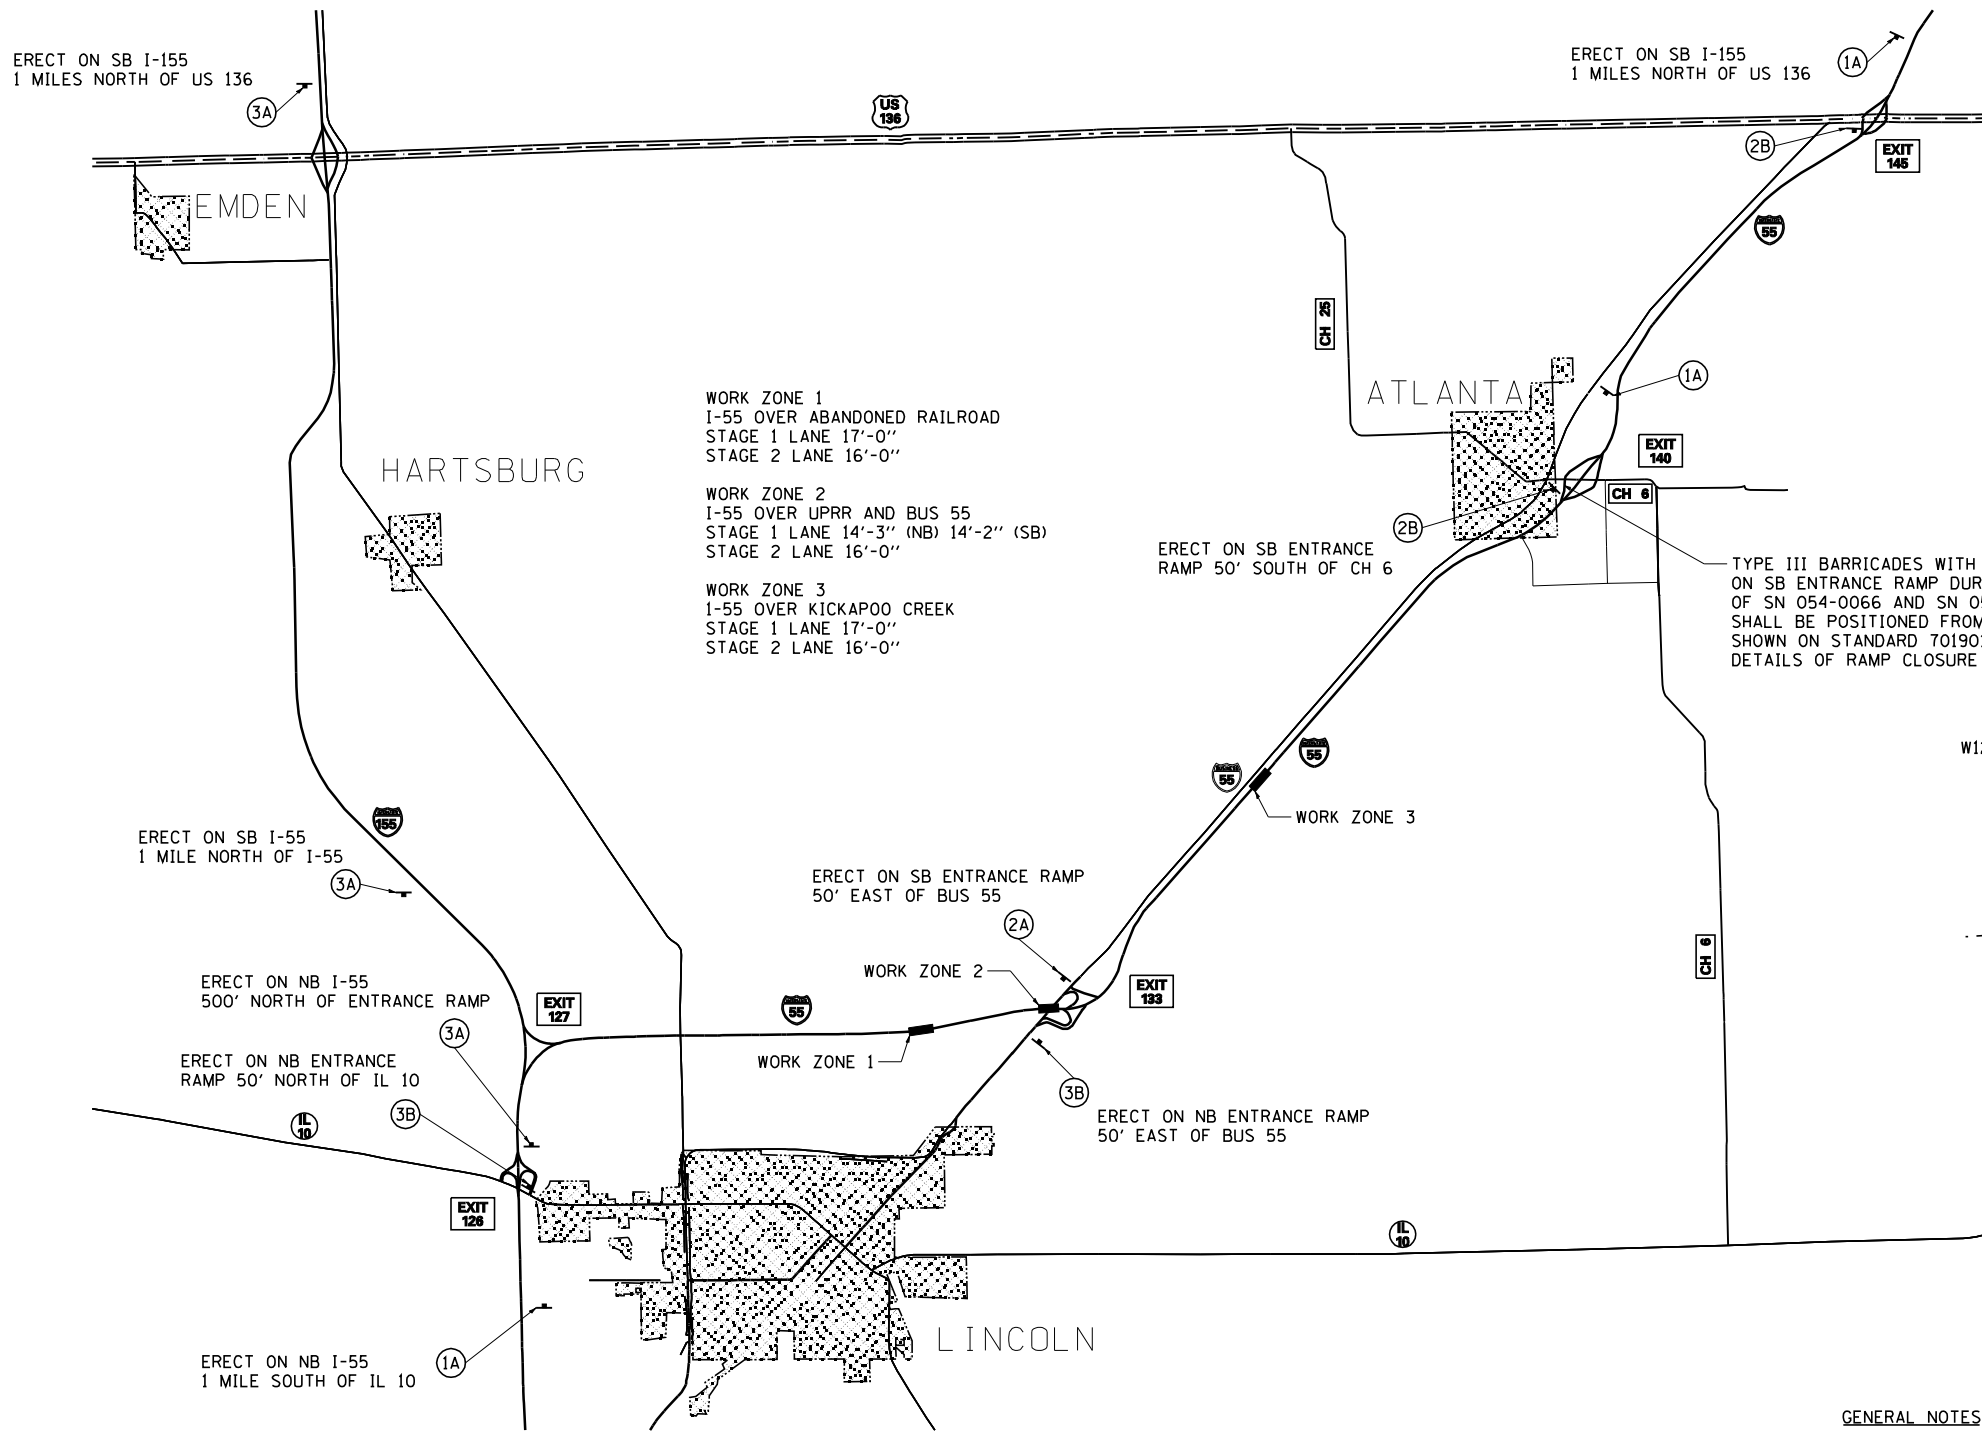 ERECT ON SB I-155
1 MILES NORTH OF US 136
3A
US
136
ERECT ON SB I-155
1 MILES NORTH OF US 136
1A
2B
EXIT
145
EMDEN
55
CH 25
ATLANTA
1A
EXIT
140
CH 6
2B
ERECT ON SB ENTRANCE
RAMP 50' SOUTH OF CH 6
HARTSBURG
WORK ZONE 1
I-55 OVER ABANDONED RAILROAD
STAGE 1 LANE 17'-0''
STAGE 2 LANE 16'-0''
WORK ZONE 2
I-55 OVER UPRR AND BUS 55
STAGE 1 LANE 14'-3'' (NB) 14'-2'' (SB)
STAGE 2 LANE 16'-0''
WORK ZONE 3
1-55 OVER KICKAPOO CREEK
STAGE 1 LANE 17'-0''
STAGE 2 LANE 16'-0''
TYPE III BARRICADES WITH
ON SB ENTRANCE RAMP DUR
OF SN 054-0066 AND SN 0
SHALL BE POSITIONED FROM
SHOWN ON STANDARD 70190
DETAILS OF RAMP CLOSURE
W1
55
55
WORK ZONE 3
155
ERECT ON SB I-55
1 MILE NORTH OF I-55
3A
ERECT ON SB ENTRANCE RAMP
50' EAST OF BUS 55
2A
WORK ZONE 2
EXIT
133
CH 6
ERECT ON NB I-55
500' NORTH OF ENTRANCE RAMP
3A
EXIT
127
55
WORK ZONE 1
ERECT ON NB ENTRANCE
RAMP 50' NORTH OF IL 10
3B
3B
ERECT ON NB ENTRANCE RAMP
50' EAST OF BUS 55
IL
10
EXIT
126
IL
10
LINCOLN
ERECT ON NB I-55
1 MILE SOUTH OF IL 10
1A
GENERAL NOTES